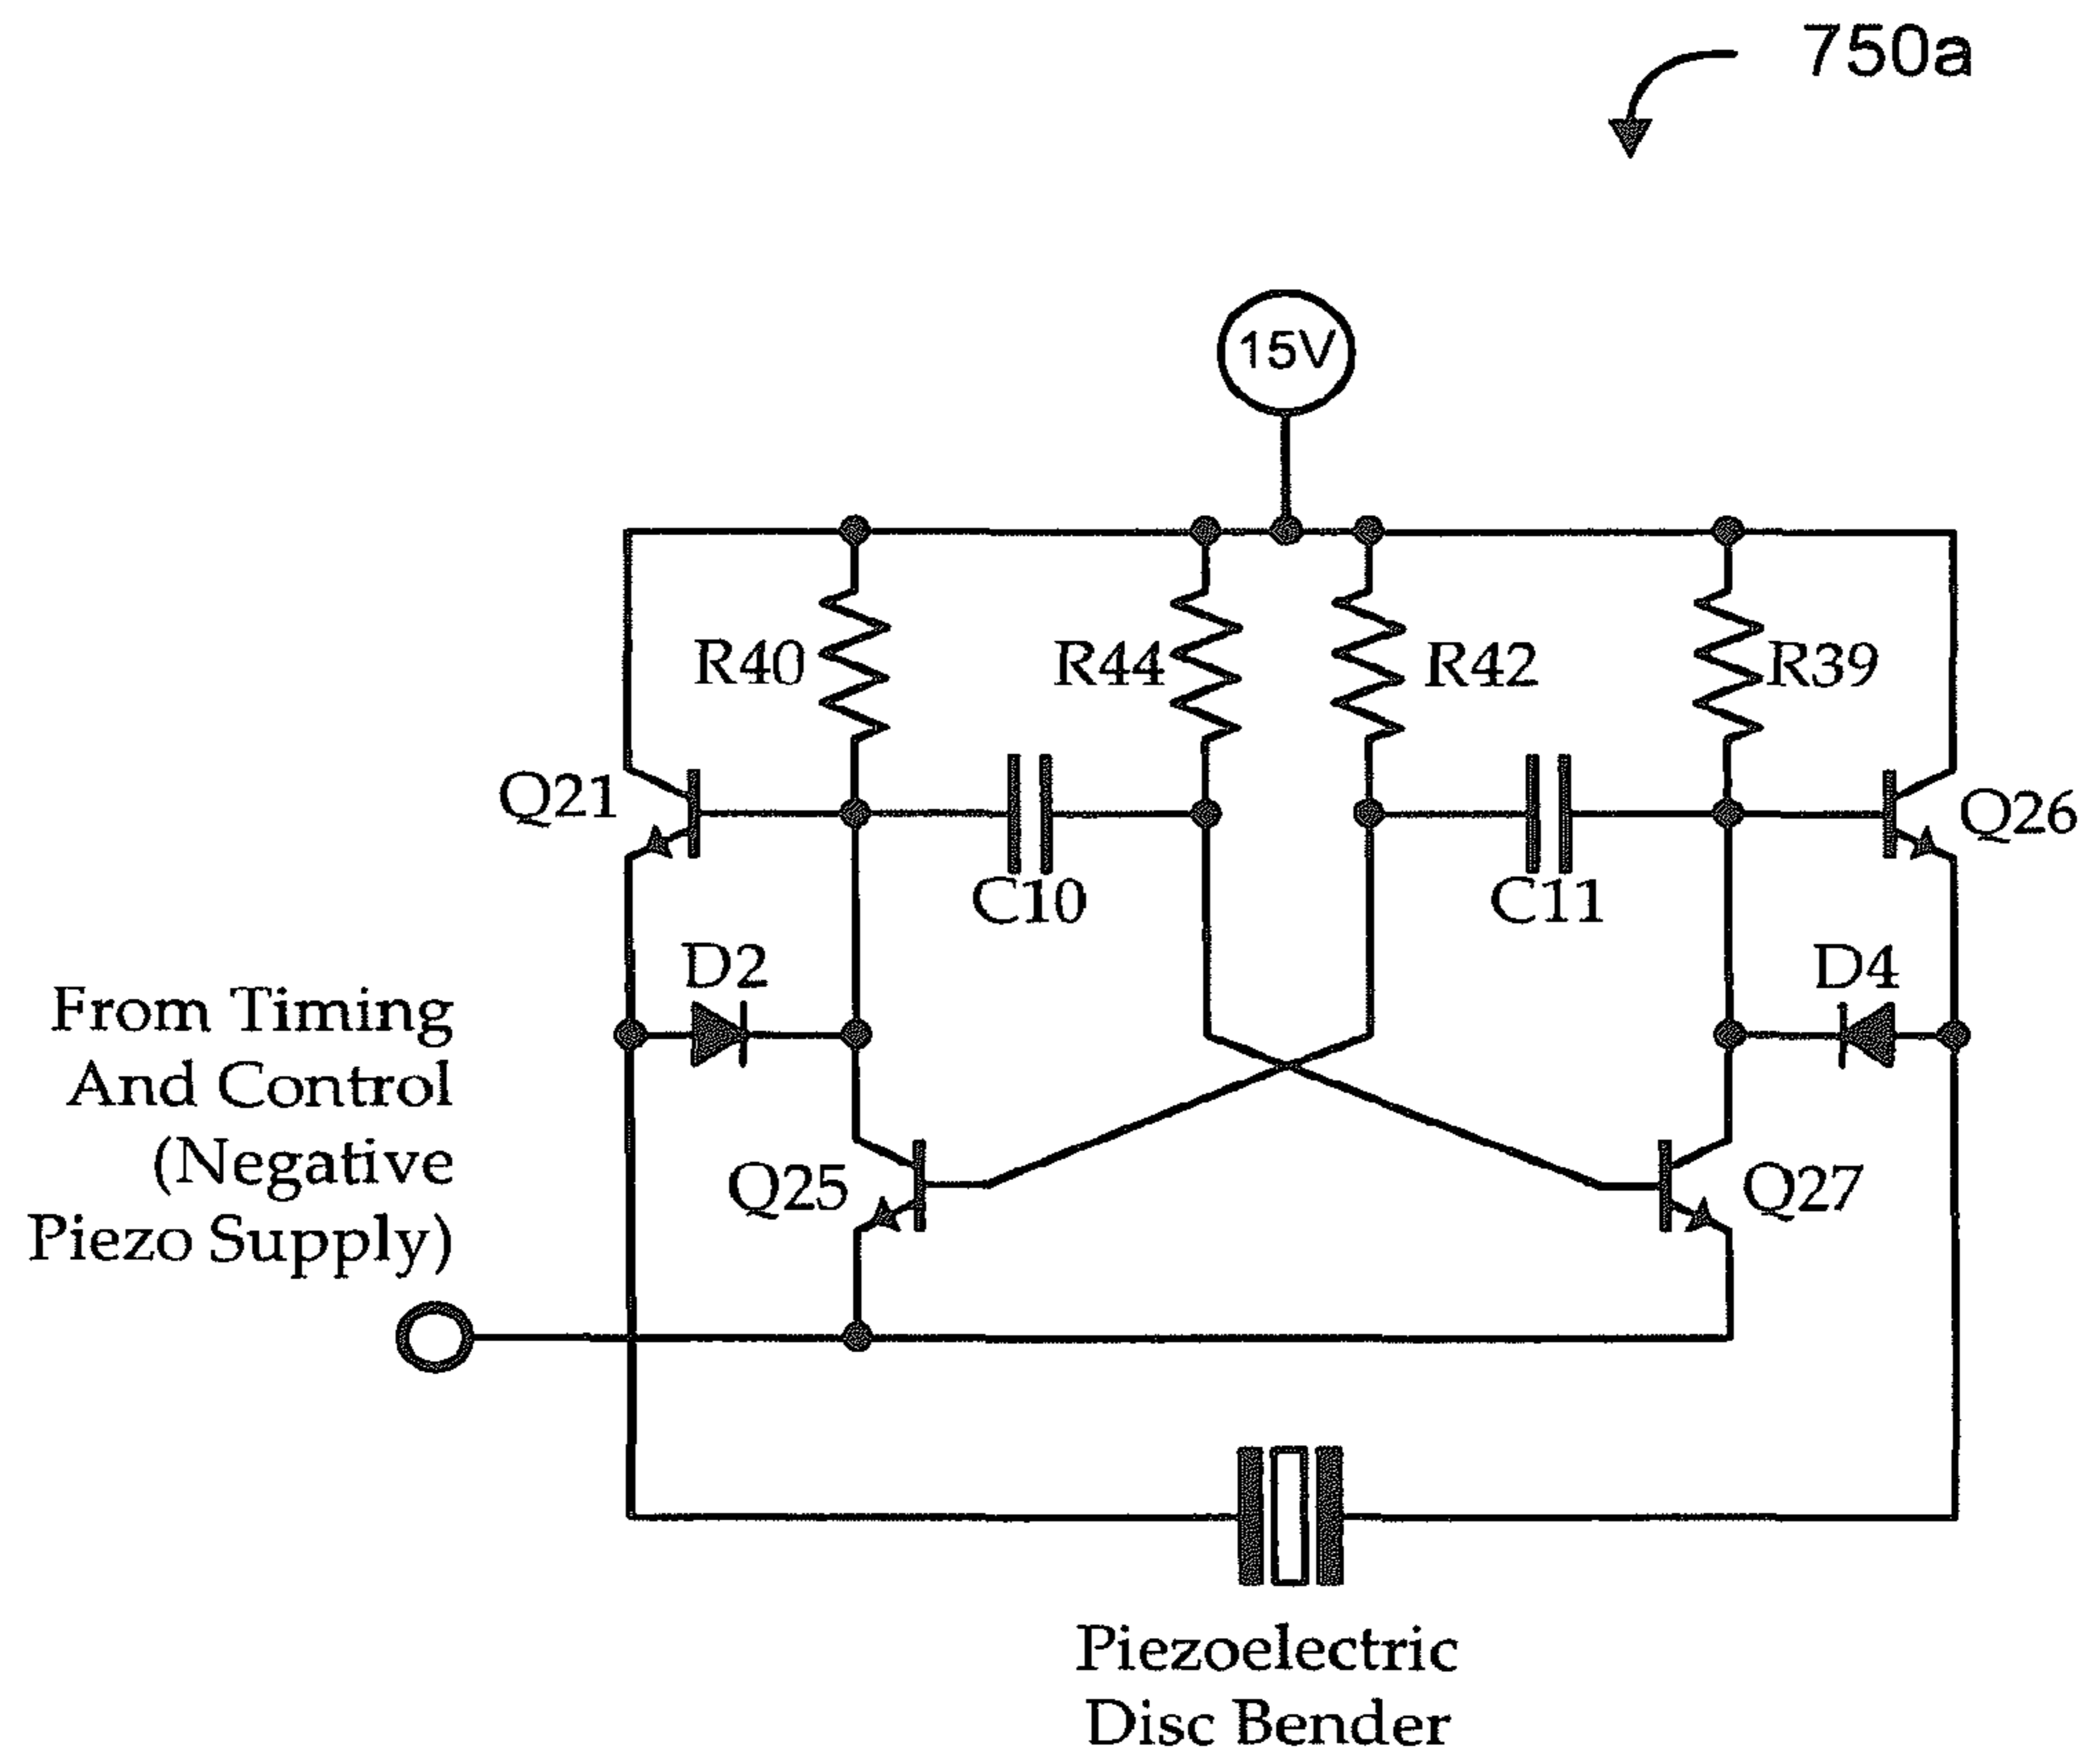 750a
15V
R40
R44
R42
R39
Q21
Q26
C10
C11
D2
D4
From Timing
And Control
(Negative
Piezo Supply)
Q25
Q27
Piezoelectric
Disc Bender